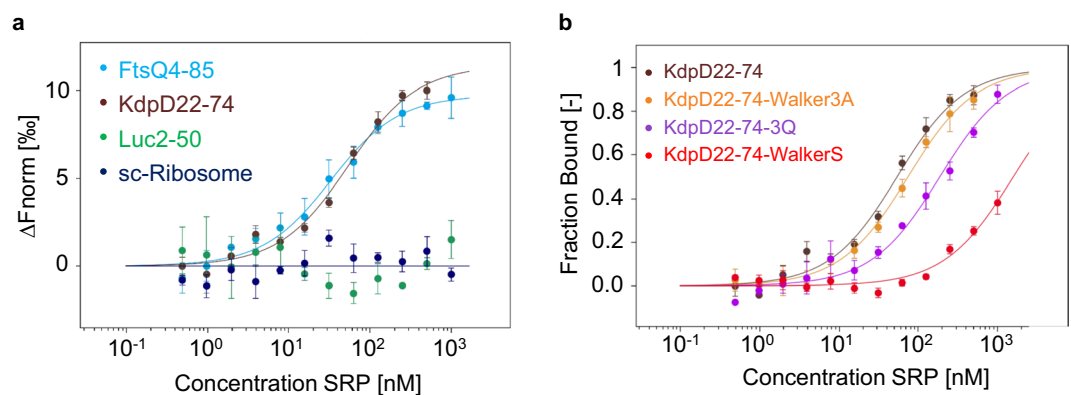 a
ΔFnorm [‰]
10
5
0
FtsQ4-85
KdpD22-74
Luc2-50
sc-Ribosome
10-1
100
101
102
103
Concentration SRP [nM]
b
Fraction Bound [-]
1
0.8
0.6
0.4
0.2
0.0
KdpD22-74
KdpD22-74-Walker3A
KdpD22-74-3Q
KdpD22-74-WalkerS
10-1
100
101
102
103
Concentration SRP [nM]